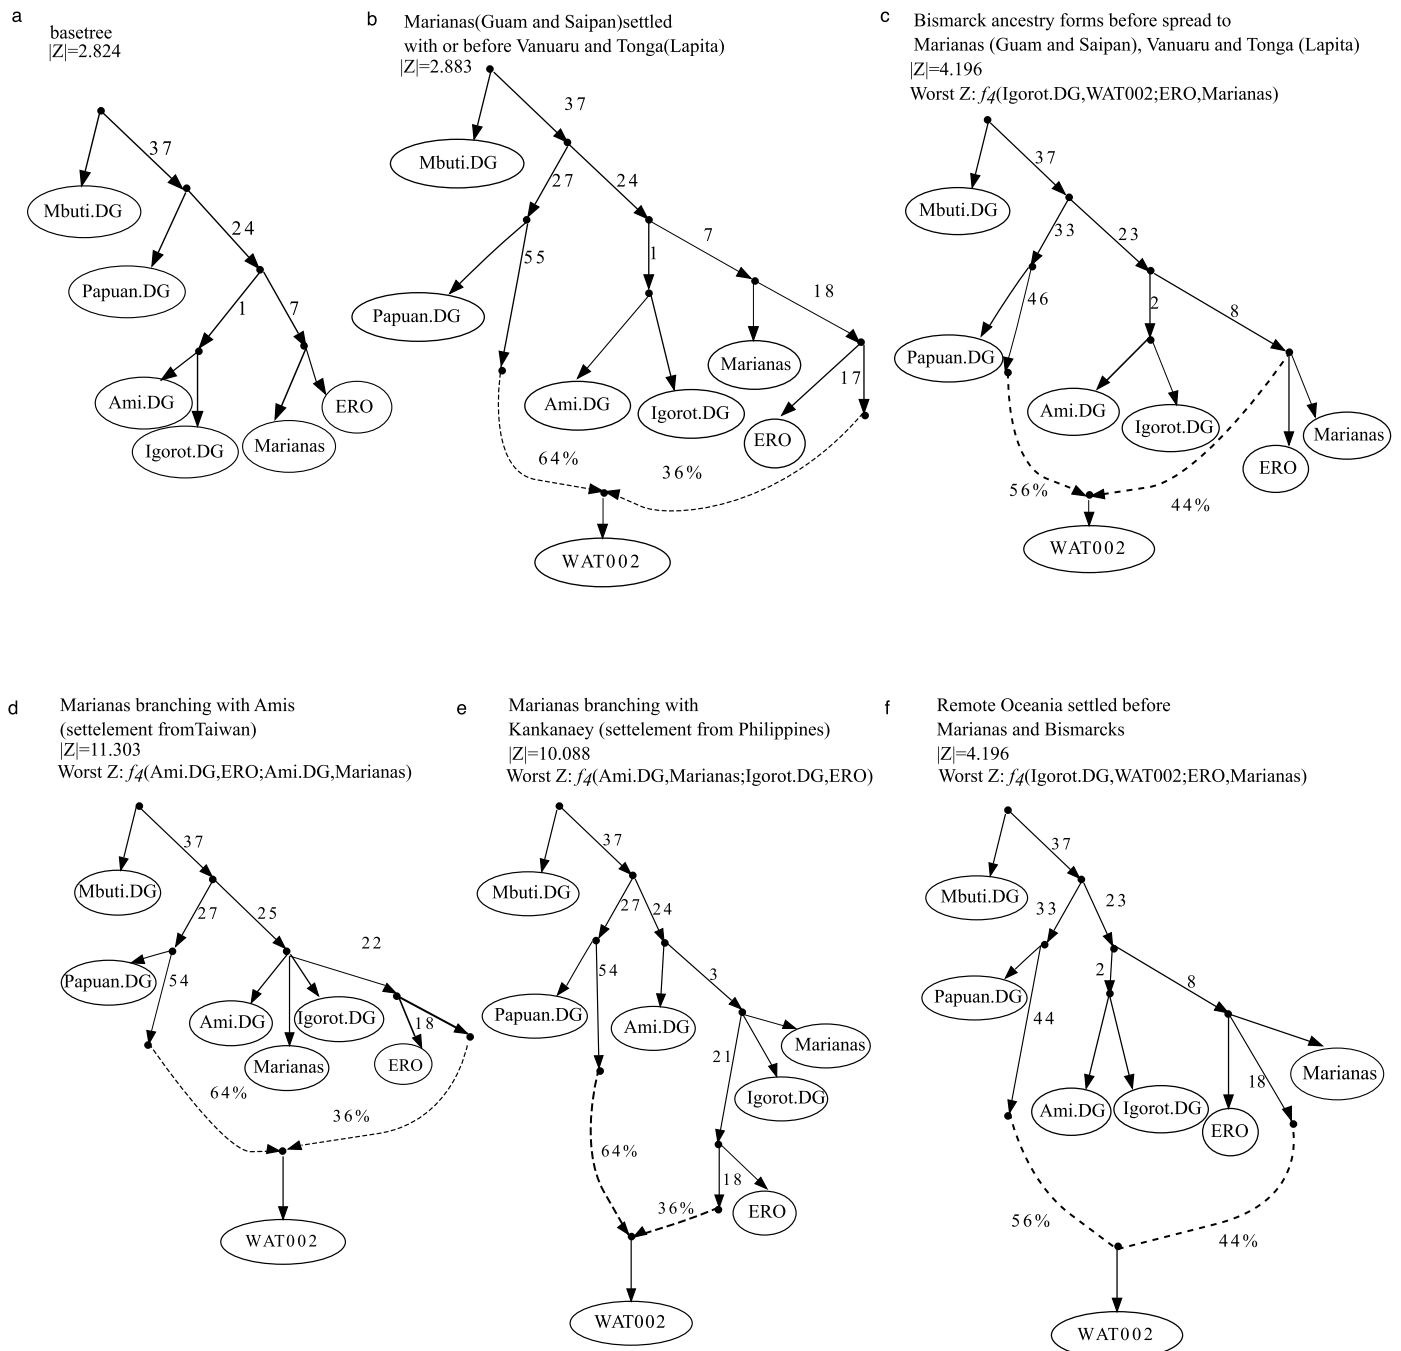 a
basetree
|Z|=2.824
37
Mbuti.DG
24
Papuan.DG
1
7
Ami.DG
ERO
Igorot.DG
Marianas
b
Marianas(Guam and Saipan)settled
with or before Vanuaru and Tonga(Lapita)
|Z|=2.883
37
Mbuti.DG
27
24
7
55
1
18
Papuan.DG
Marianas
17
Ami.DG
Igorot.DG
ERO
64%
36%
WAT002
c
Bismarck ancestry forms before spread to
Marianas (Guam and Saipan), Vanuaru and Tonga (Lapita)
|Z|=4.196
Worst Z: f4(Igorot.DG,WAT002;ERO,Marianas)
37
Mbuti.DG
33
23
46
2
8
Papuan.DG
Ami.DG
Igorot.DG
Marianas
ERO
56%
44%
WAT002
d
Marianas branching with Amis
(settelement fromTaiwan)
|Z|=11.303
Worst Z: f4(Ami.DG,ERO;Ami.DG,Marianas)
37
Mbuti.DG
27
25
22
Papuan.DG
54
Ami.DG
Igorot.DG
18
Marianas
ERO
64%
36%
WAT002
e
Marianas branching with
Kankanaey (settelement from Philippines)
|Z|=10.088
Worst Z: f4(Ami.DG,Marianas;Igorot.DG,ERO)
37
Mbuti.DG
27
24
54
3
Papuan.DG
Ami.DG
Marianas
21
Igorot.DG
64%
18
36%
ERO
WAT002
f
Remote Oceania settled before
Marianas and Bismarcks
|Z|=4.196
Worst Z: f4(Igorot.DG,WAT002;ERO,Marianas)
37
Mbuti.DG
33
23
2
8
Papuan.DG
44
Marianas
18
Ami.DG
Igorot.DG
ERO
56%
44%
WAT002